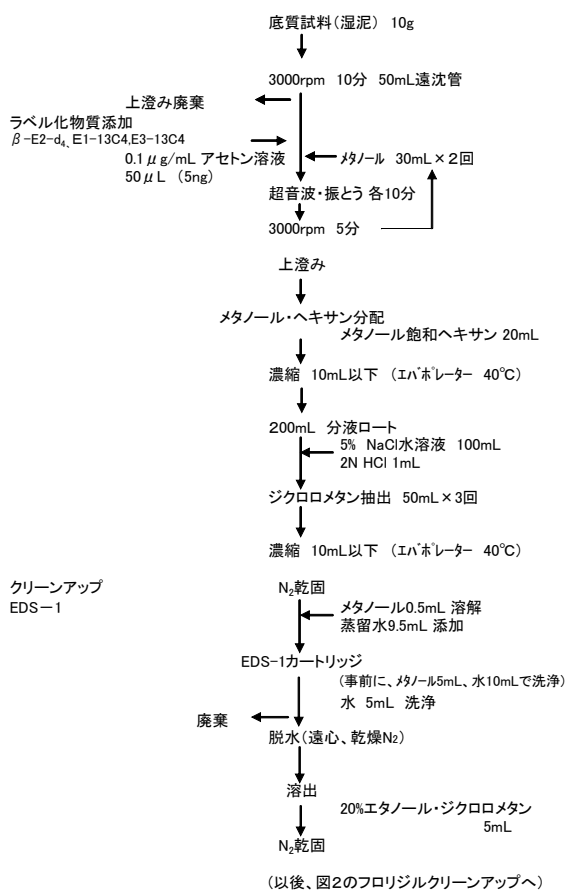 底質試料(湿泥) 10g
3000rpm 10分 50mL遠沈管
上澄み廃棄
ラベル化物質添加
β-E2-d₄、E1-13C4,E3-13C4
0.1μg/mL アセトン溶液
50μL (5ng)
メタノール 30mL×2回
超音波・振とう 各10分
3000rpm 5分
上澄み
メタノール・ヘキサン分配
メタノール飽和ヘキサン 20mL
濃縮 10mL以下 (エバポレーター 40℃)
200mL 分液ロート
5% NaCl水溶液 100mL
2N HCl 1mL
ジクロロメタン抽出 50mL×3回
濃縮 10mL以下 (エバポレーター 40℃)
クリーンアップ
EDS-1
N₂乾固
メタノール0.5mL 溶解
蒸留水9.5mL 添加
EDS-1カートリッジ
(事前に、メタノール5mL、水10mLで洗浄)
水 5mL 洗浄
廃棄
脱水(遠心、乾燥N₂)
溶出
20%エタノール・ジクロロメタン
5mL
N₂乾固
(以後、図2のフロリジルクリーンアップへ)